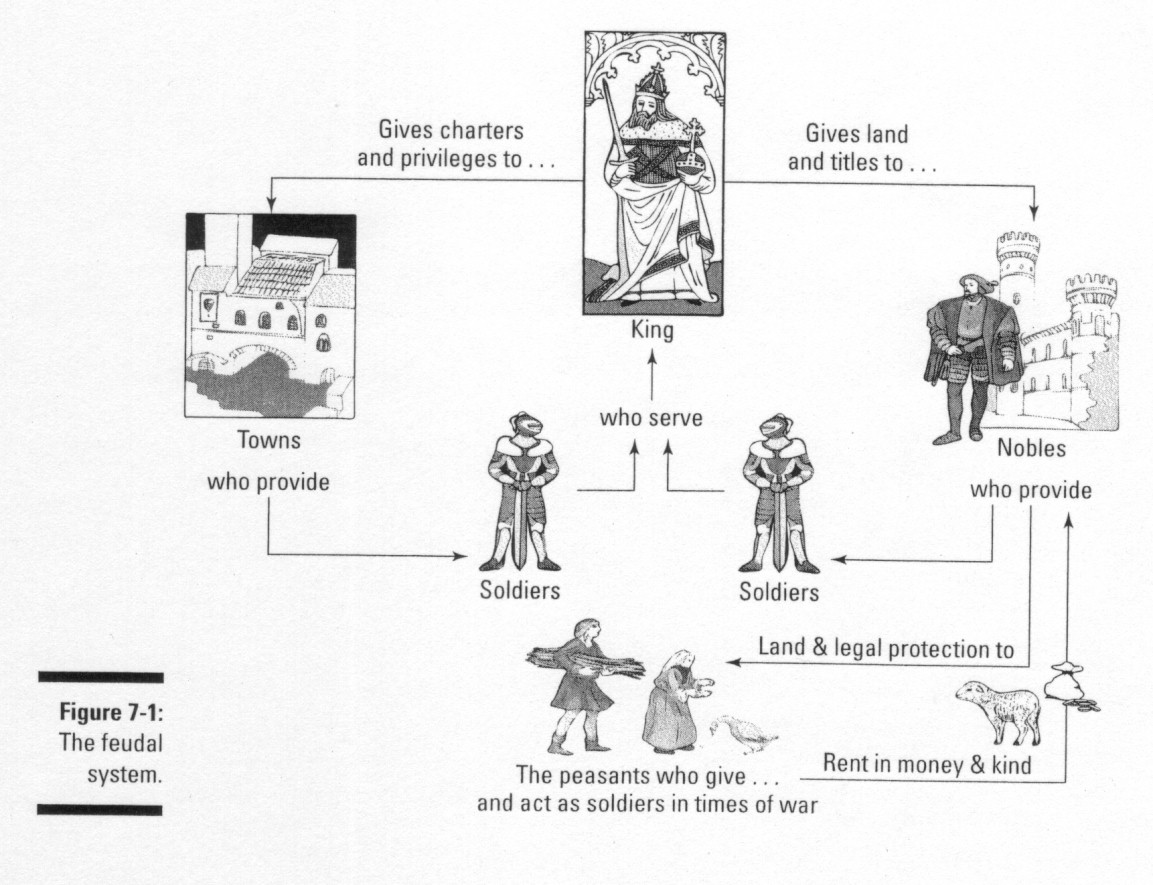 Gives charters
and privileges to . . .
Gives land
and titles to . . .
King
who serve
Towns
who provide
Nobles
who provide
Soldiers
Soldiers
Land & legal protection to
Rent in money & kind
The peasants who give . . .
and act as soldiers in times of war
Figure 7-1:
The feudal
system.